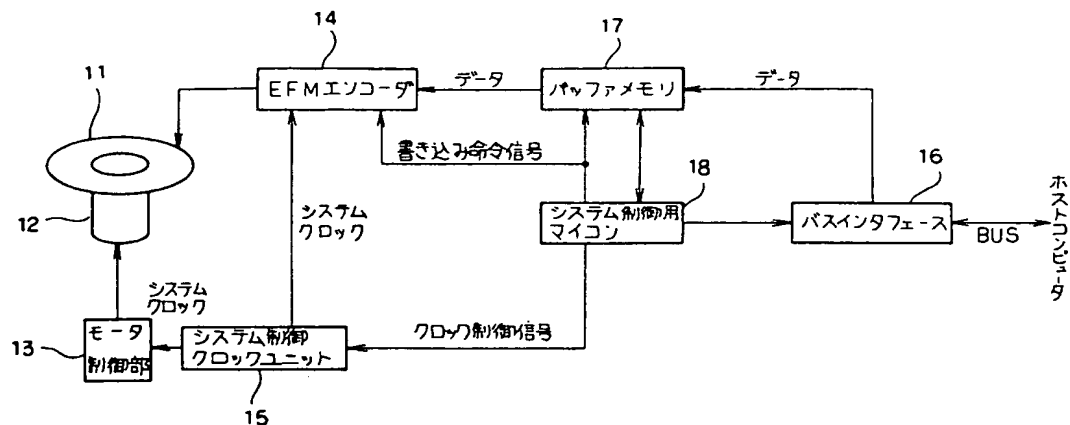 14
17
11
EFMエンコーダ
データ
バッファメモリ
データ
書き込み命令信号
18
16
12
システム
クロック
システム制御用
マイコン
バスインタフェース
BUS
ホストコンピュータ
システム
クロック
13
モータ
制御部
システム制御
クロックユニット
クロック制御信号
15